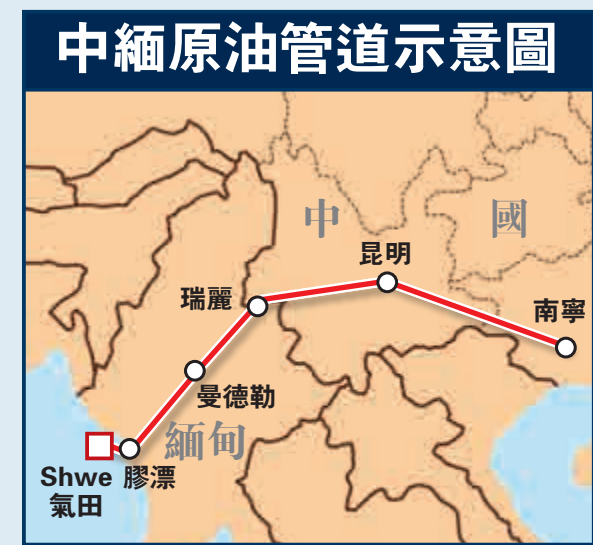 中緬原油管道示意圖
中國
昆明
瑞麗
南寧
曼德勒
緬甸
Shwe 膠漂
氣田